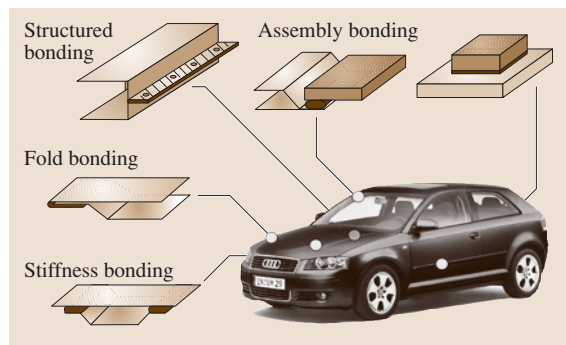 Structured
bonding
Assembly bonding
Fold bonding
Stiffness bonding